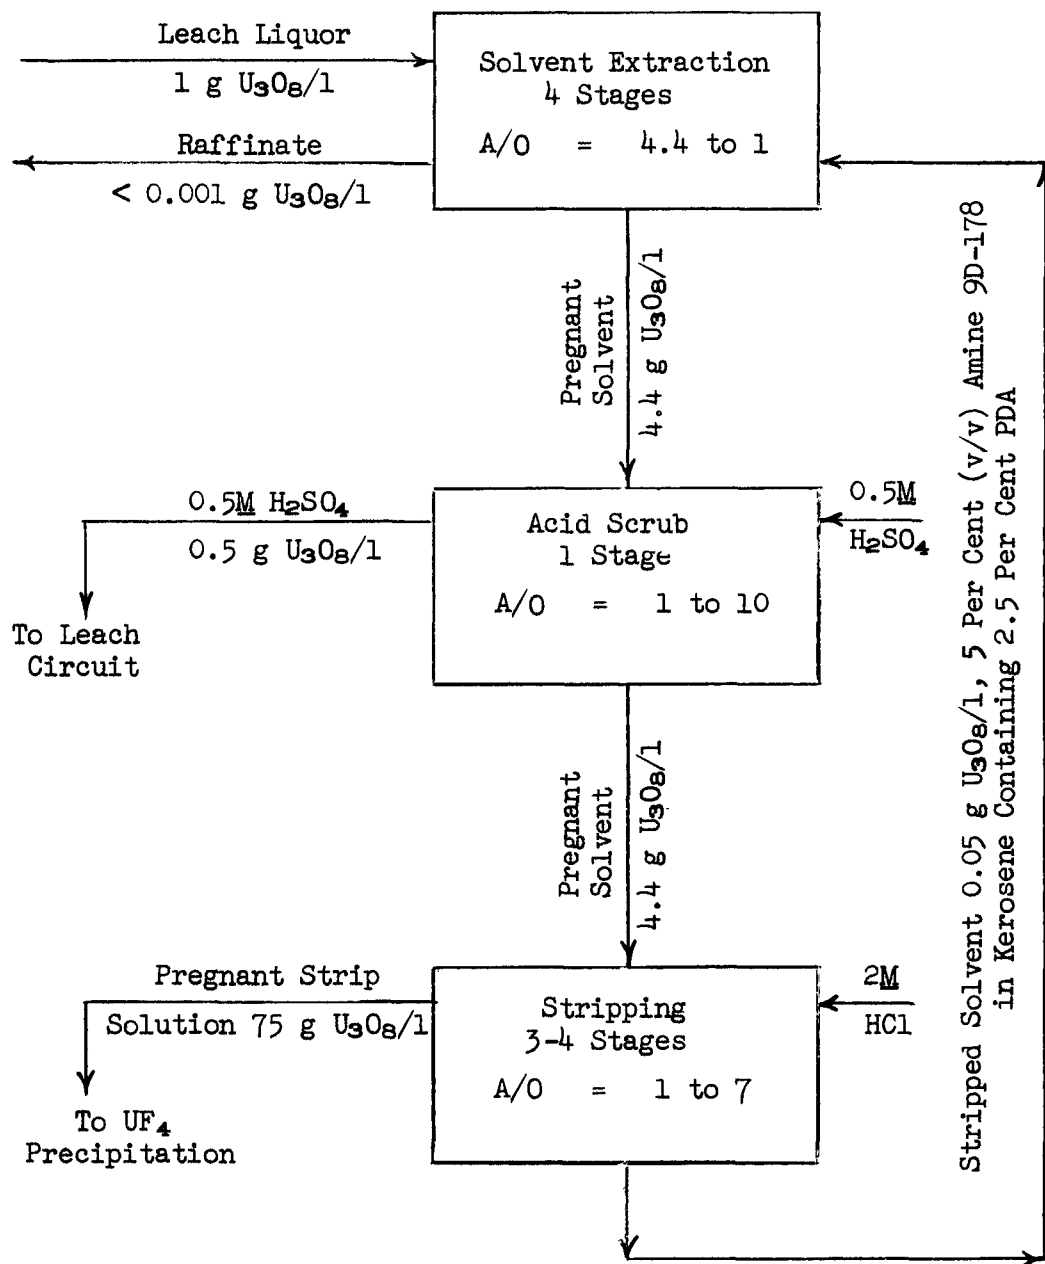 Leach Liquor
1 g U₃O₈/l
Raffinate
< 0.001 g U₃O₈/l
Solvent Extraction
4 Stages
A/O = 4.4 to 1
Pregnant
Solvent
4.4 g U₃O₈/l
0.5M H₂SO₄
0.5 g U₃O₈/l
To Leach
Circuit
Acid Scrub
1 Stage
A/O = 1 to 10
0.5M
H₂SO₄
Pregnant
Solvent
4.4 g U₃O₈/l
Pregnant Strip
Solution 75 g U₃O₈/l
To UF₄
Precipitation
Stripping
3-4 Stages
A/O = 1 to 7
2M
HCl
Stripped Solvent 0.05 g U₃O₈/l, 5 Per Cent (v/v) Amine 9D-178
in Kerosene Containing 2.5 Per Cent PDA